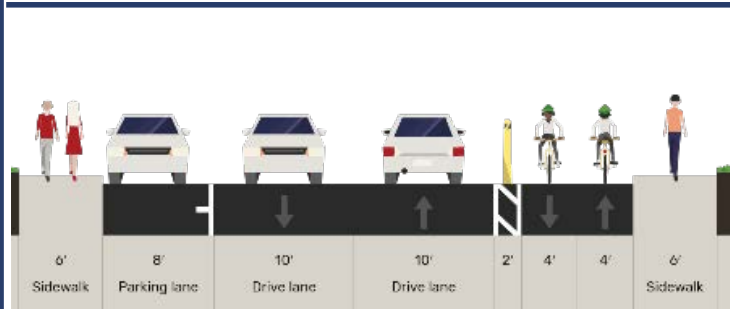 6' 8' 10' 10' 2' 4' 4' 6'
Sidewalk Parking lane Drive lane Drive lane Sidewalk